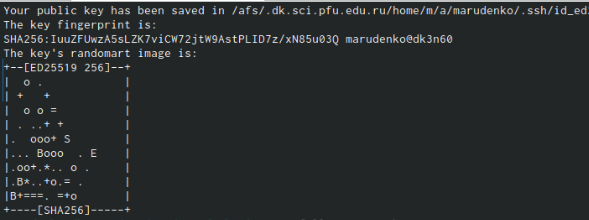 Your public key has been saved in /afs/.dk.sci.pfu.edu.ru/home/m/a/marudenko/.ssh/id_ed
The key fingerprint is:
SHA256:IuuZFUwzA5sLZK7viCW72jtW9AstPLID7z/xN85u03Q marudenko@dk3n60
The key's randomart image is:
+--[ED25519 256]--+
|  o .            |
| +   +           |
|  o o =          |
| . ..+ +         |
|.  ooo+ S        |
|... Booo  . E    |
|.oo+.*.. o .     |
|.B*..+o.= .      |
|B+===. =+o       |
+----[SHA256]-----+